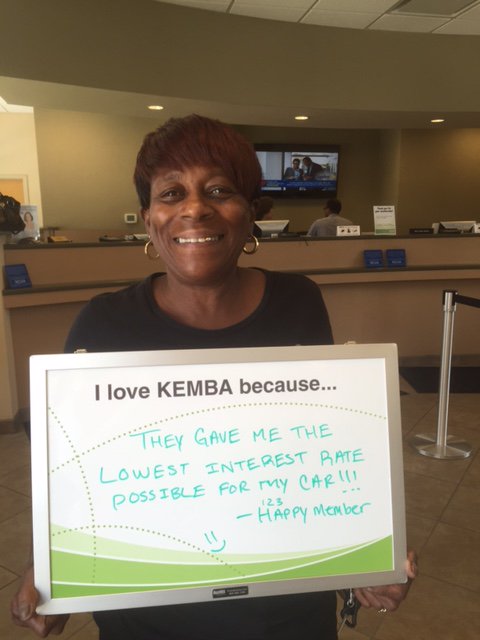 I love KEMBA because...
THEY GAVE ME THE
LOWEST INTEREST RATE
POSSIBLE FOR MY CAR!!!
123
- HAPPY MEMBER